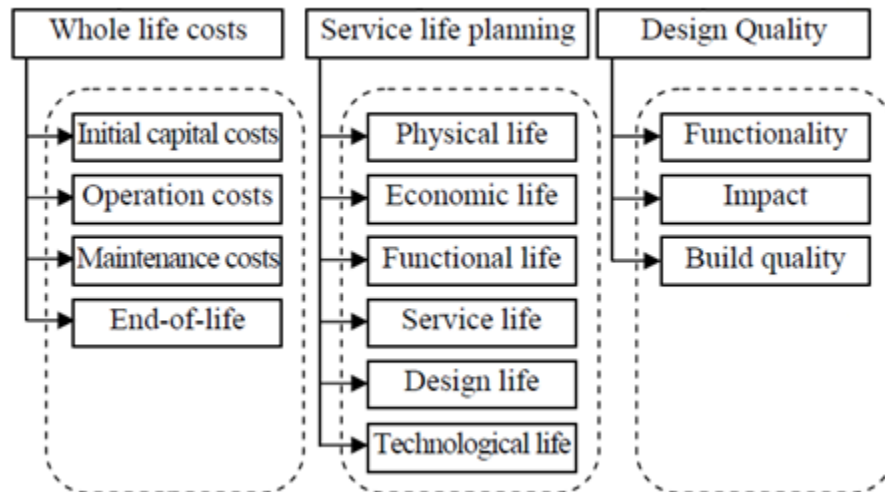 Whole life costs
Initial capital costs
Operation costs
Maintenance costs
End-of-life
Service life planning
Physical life
Economic life
Functional life
Service life
Design life
Technological life
Design Quality
Functionality
Impact
Build quality